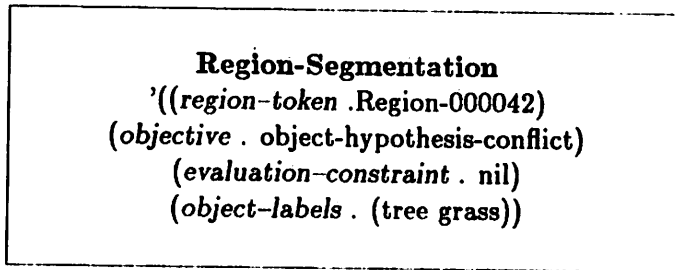 Region-Segmentation
'((region-token .Region-000042)
(objective . object-hypothesis-conflict)
(evaluation-constraint . nil)
(object-labels . (tree grass))